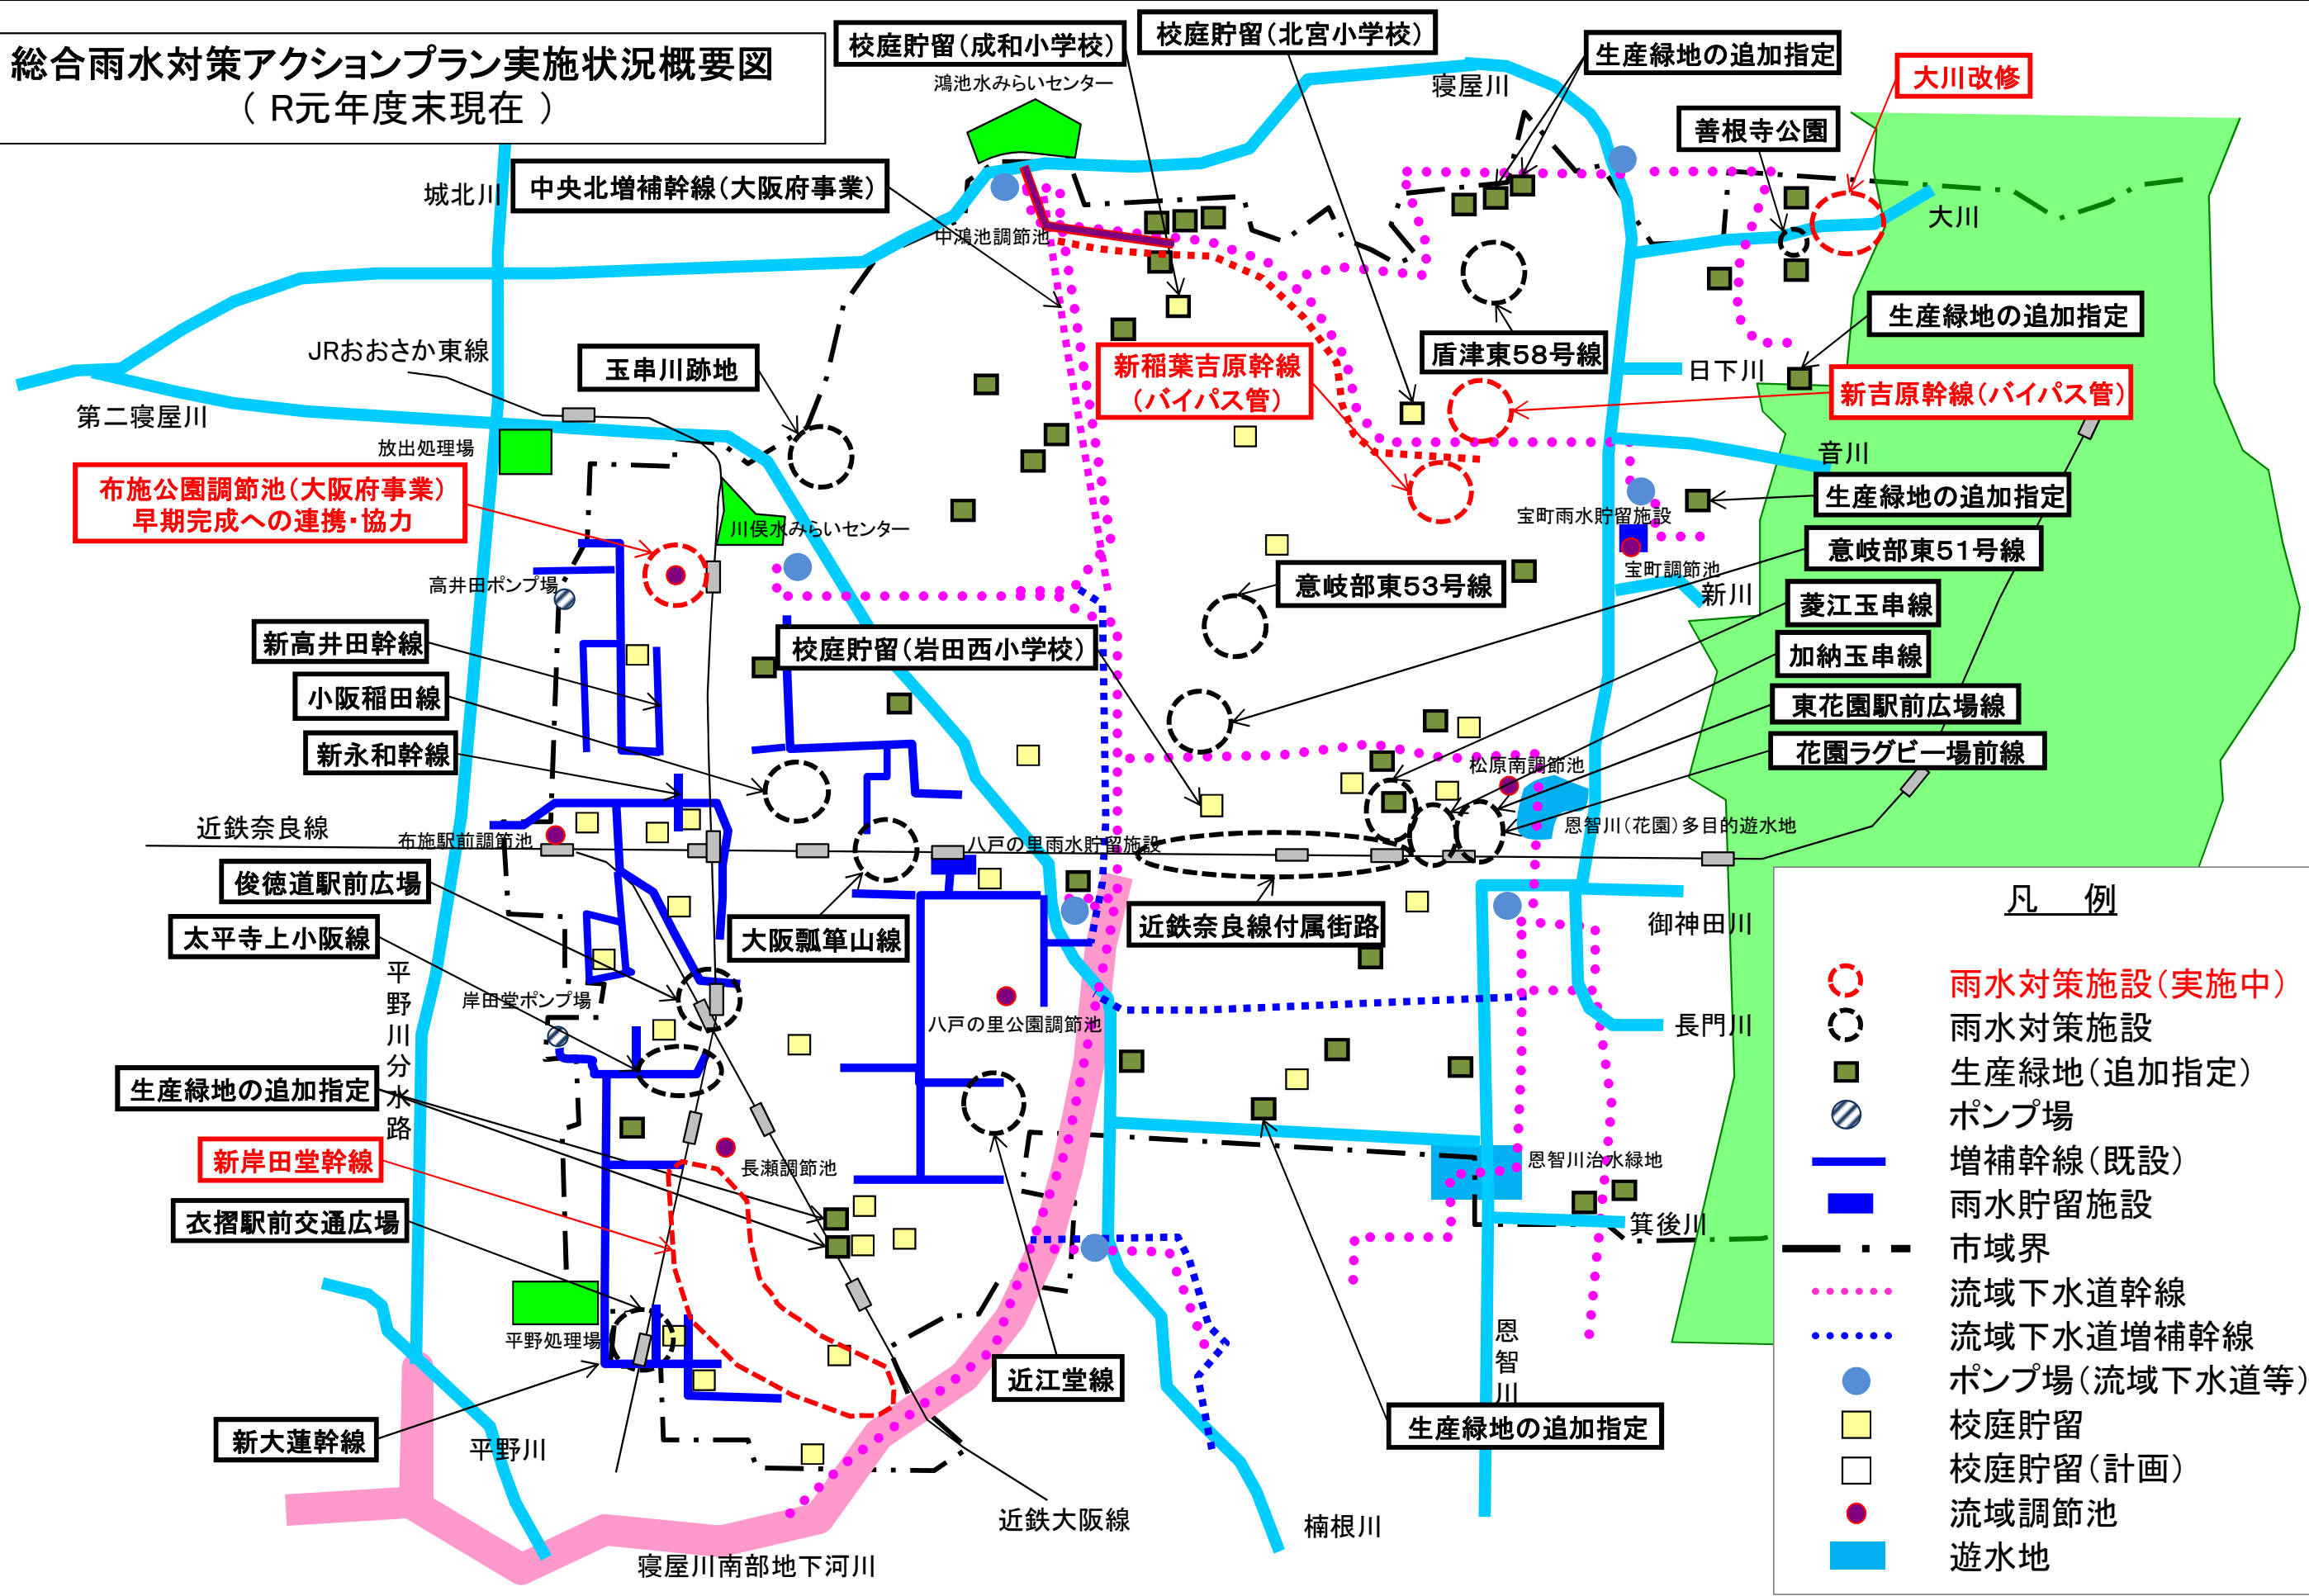 総合雨水対策アクションプラン実施状況概要図
( R元年度末現在 )
校庭貯留(成和小学校)
校庭貯留(北宮小学校)
生産緑地の追加指定
大川改修
鴻池水みらいセンター
寝屋川
善根寺公園
城北川
中央北増補幹線(大阪府事業)
大川
中鴻池調節池
生産緑地の追加指定
JRおおさか東線
玉串川跡地
新稲葉吉原幹線
(バイパス管)
盾津東58号線
日下川
新吉原幹線(バイパス管)
第二寝屋川
放出処理場
音川
布施公園調節池(大阪府事業)
早期完成への連携・協力
生産緑地の追加指定
川俣水みらいセンター
宝町雨水貯留施設
意岐部東51号線
高井田ポンプ場
意岐部東53号線
宝町調節池
新川
菱江玉串線
新高井田幹線
校庭貯留(岩田西小学校)
加納玉串線
小阪稲田線
東花園駅前広場線
新永和幹線
花園ラグビー場前線
松原南調節池
近鉄奈良線
布施駅前調節池
八戸の里雨水貯留施設
恩智川(花園)多目的遊水地
俊徳道駅前広場
大阪瓢箪山線
近鉄奈良線付属街路
御神田川
太平寺上小阪線
平野川分水路
岸田堂ポンプ場
八戸の里公園調節池
長門川
生産緑地の追加指定
新岸田堂幹線
長瀬調節池
恩智川治水緑地
衣摺駅前交通広場
箕後川
平野処理場
恩智川
近江堂線
生産緑地の追加指定
新大蓮幹線
平野川
近鉄大阪線
楠根川
寝屋川南部地下河川
凡 例
雨水対策施設(実施中)
雨水対策施設
生産緑地(追加指定)
ポンプ場
増補幹線(既設)
雨水貯留施設
市域界
流域下水道幹線
流域下水道増補幹線
ポンプ場(流域下水道等)
校庭貯留
校庭貯留(計画)
流域調節池
遊水地